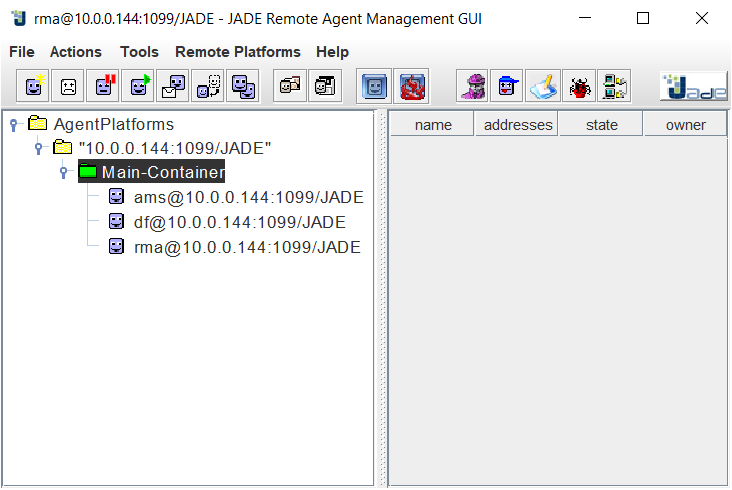 rma@10.0.0.144:1099/JADE - JADE Remote Agent Management GUI
File Actions Tools Remote Platforms Help
Jade
AgentPlatforms
"10.0.0.144:1099/JADE"
Main-Container
ams@10.0.0.144:1099/JADE
df@10.0.0.144:1099/JADE
rma@10.0.0.144:1099/JADE
name addresses state owner